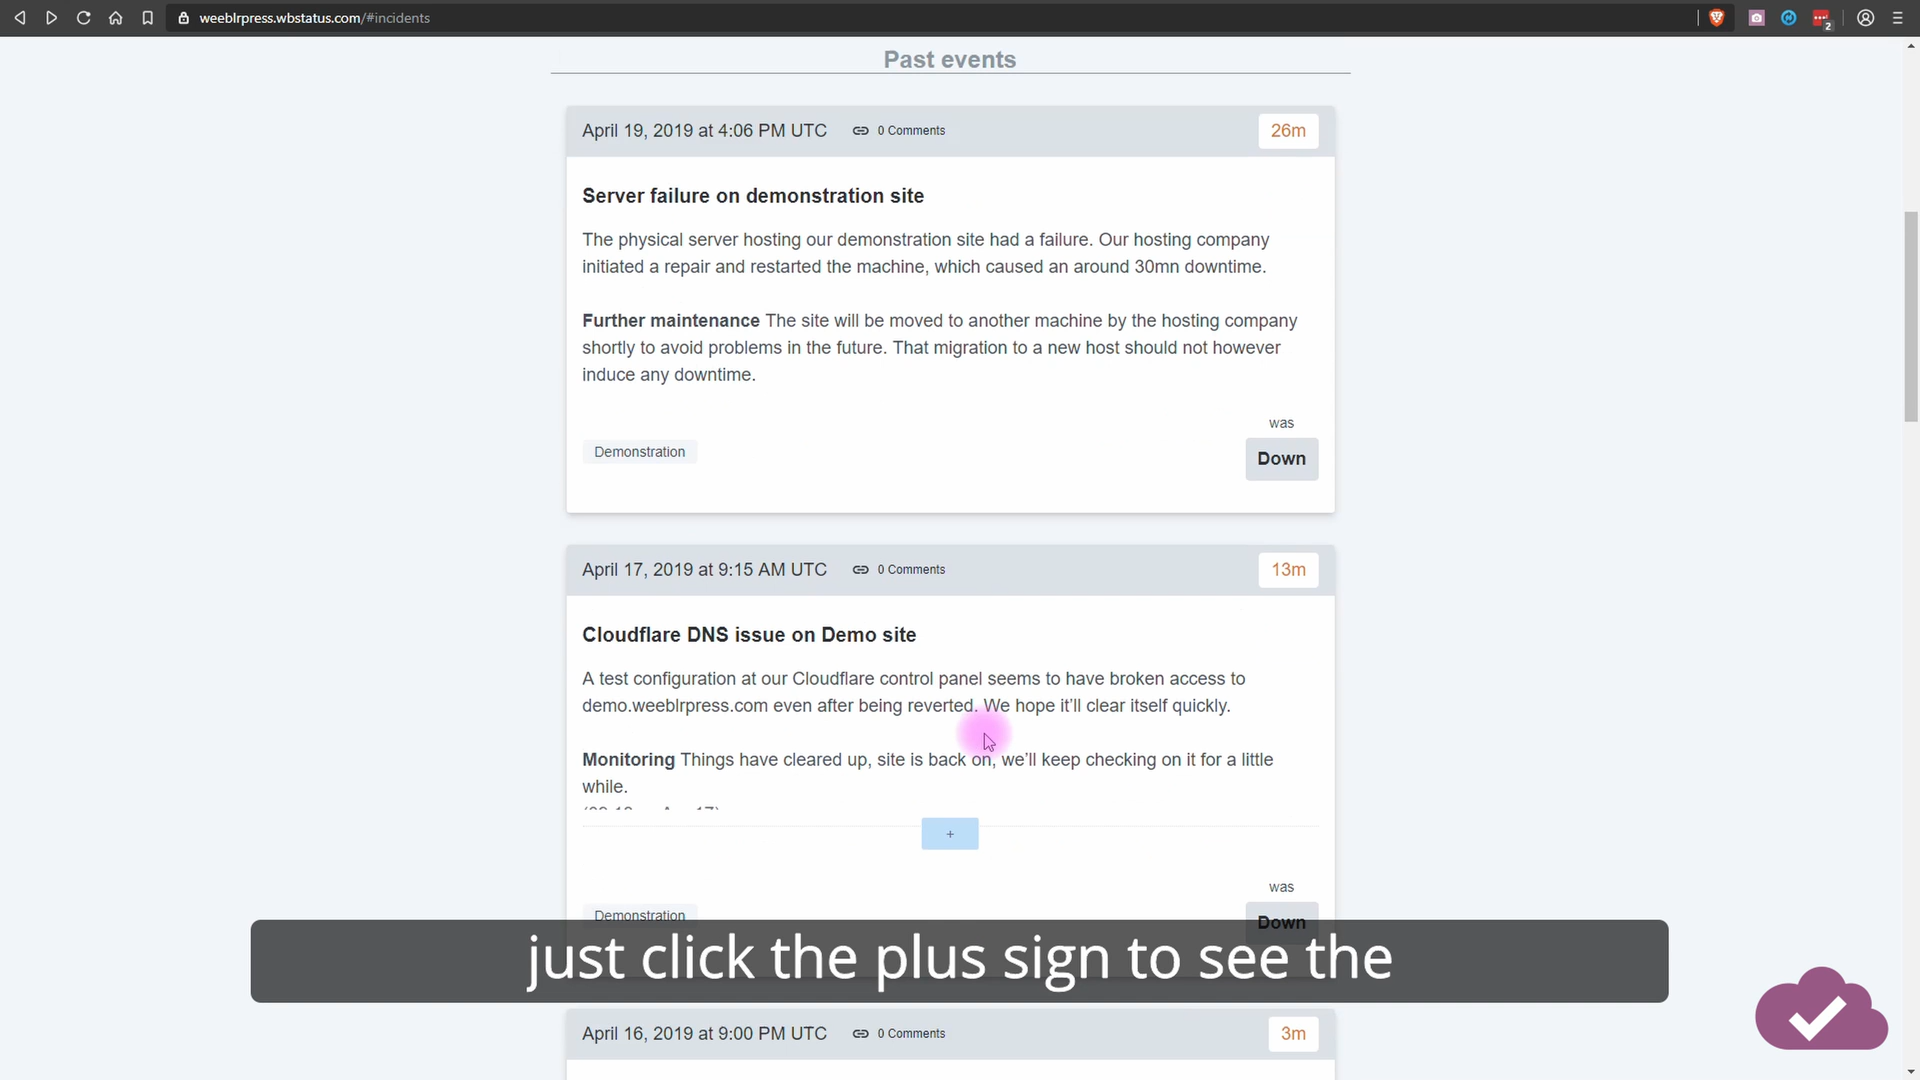 weeblrpress.wbstatus.com/#incidents
2
Past events
April 19, 2019 at 4:06 PM UTC 0 Comments 26m
Server failure on demonstration site
The physical server hosting our demonstration site had a failure. Our hosting company
initiated a repair and restarted the machine, which caused an around 30mn downtime.
Further maintenance The site will be moved to another machine by the hosting company
shortly to avoid problems in the future. That migration to a new host should not however
induce any downtime.
was
Demonstration
Down
April 17, 2019 at 9:15 AM UTC 0 Comments 13m
Cloudflare DNS issue on Demo site
A test configuration at our Cloudflare control panel seems to have broken access to
demo.weeblrpress.com even after being reverted. We hope it'll clear itself quickly.
Monitoring Things have cleared up, site is back on, we'll keep checking on it for a little
while.
+
was
Demonstration
Down
just click the plus sign to see the
April 16, 2019 at 9:00 PM UTC 0 Comments 3m